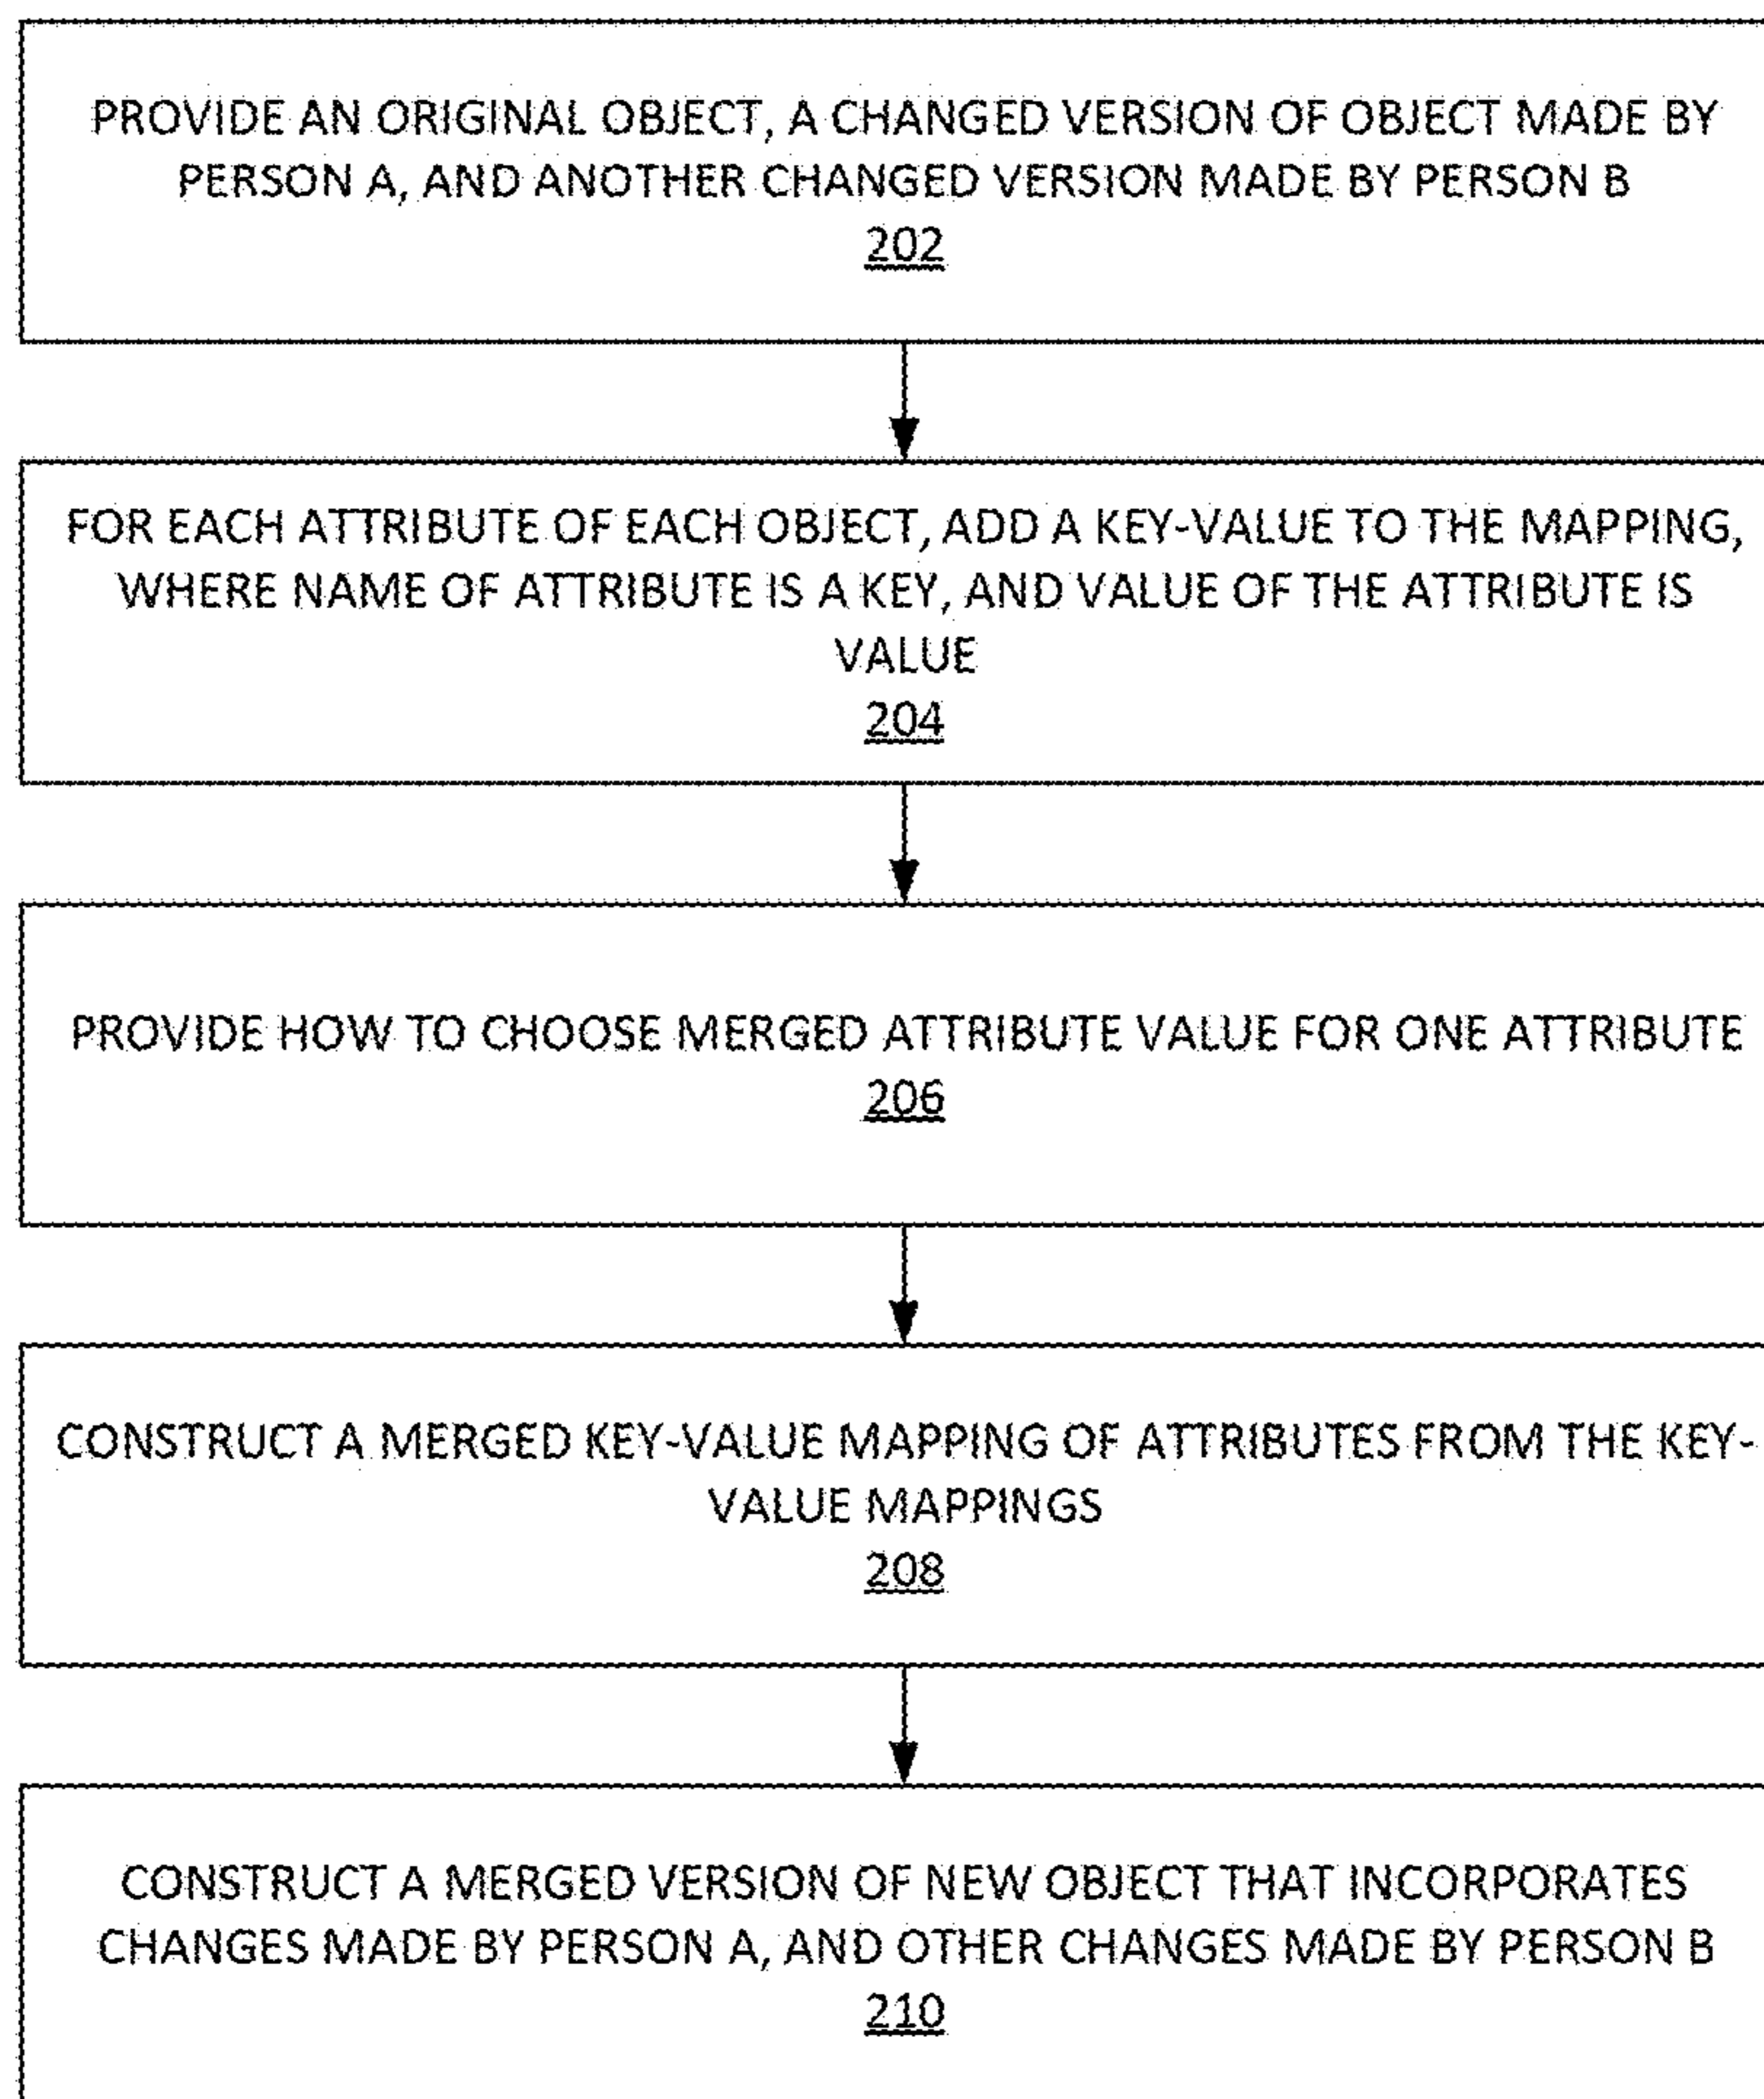 PROVIDE AN ORIGINAL OBJECT, A CHANGED VERSION OF OBJECT MADE BY
PERSON A, AND ANOTHER CHANGED VERSION MADE BY PERSON B
202
FOR EACH ATTRIBUTE OF EACH OBJECT, ADD A KEY-VALUE TO THE MAPPING,
WHERE NAME OF ATTRIBUTE IS A KEY, AND VALUE OF THE ATTRIBUTE IS
VALUE
204
PROVIDE HOW TO CHOOSE MERGED ATTRIBUTE VALUE FOR ONE ATTRIBUTE
206
CONSTRUCT A MERGED KEY-VALUE MAPPING OF ATTRIBUTES FROM THE KEY-
VALUE MAPPINGS
208
CONSTRUCT A MERGED VERSION OF NEW OBJECT THAT INCORPORATES
CHANGES MADE BY PERSON A, AND OTHER CHANGES MADE BY PERSON B
210